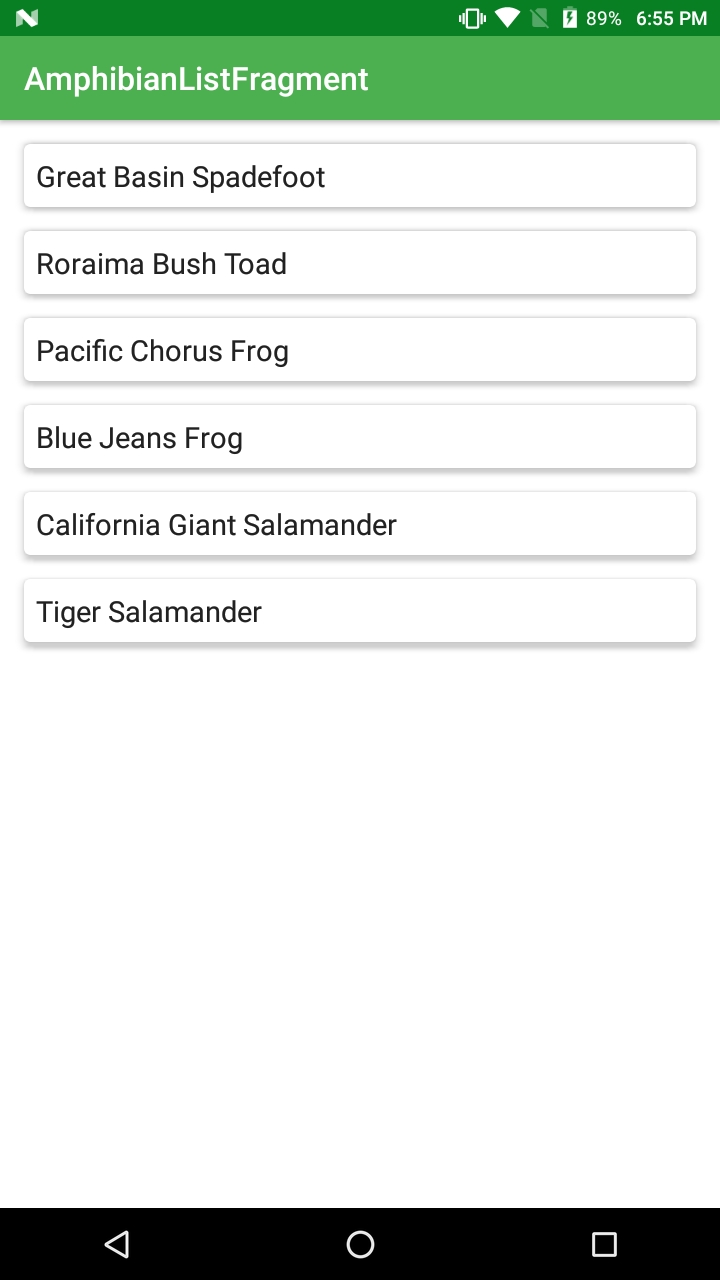 89% 6:55 PM
AmphibianListFragment
Great Basin Spadefoot
Roraima Bush Toad
Pacific Chorus Frog
Blue Jeans Frog
California Giant Salamander
Tiger Salamander